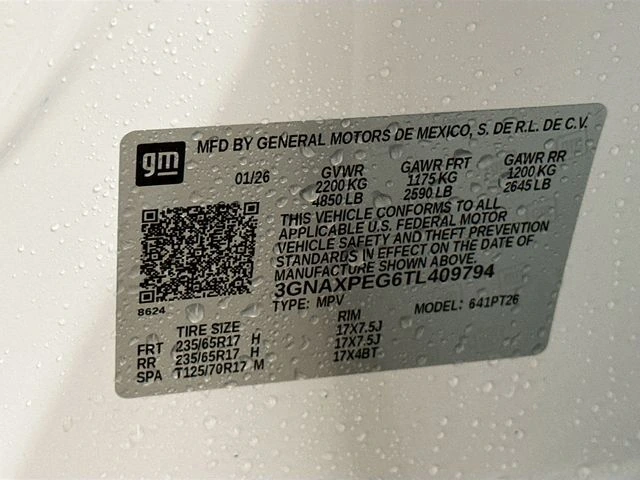 gm
MFD BY GENERAL MOTORS DE MEXICO, S. DE R.L. DE C.V.
01/26 GVWR GAWR FRT GAWR RR
2200 KG 1175 KG 1200 KG
4850 LB 2590 LB 2645 LB
THIS VEHICLE CONFORMS TO ALL
APPLICABLE U.S. FEDERAL MOTOR
VEHICLE SAFETY AND THEFT PREVENTION
STANDARDS IN EFFECT ON THE DATE OF
MANUFACTURE SHOWN ABOVE.
3GNAXPEG6TL409794
TYPE: MPV MODEL: 641PT26
8624
TIRE SIZE RIM
FRT 235/65R17 H 17X7.5J
RR 235/65R17 H 17X7.5J
SPA T125/70R17 M 17X4BT